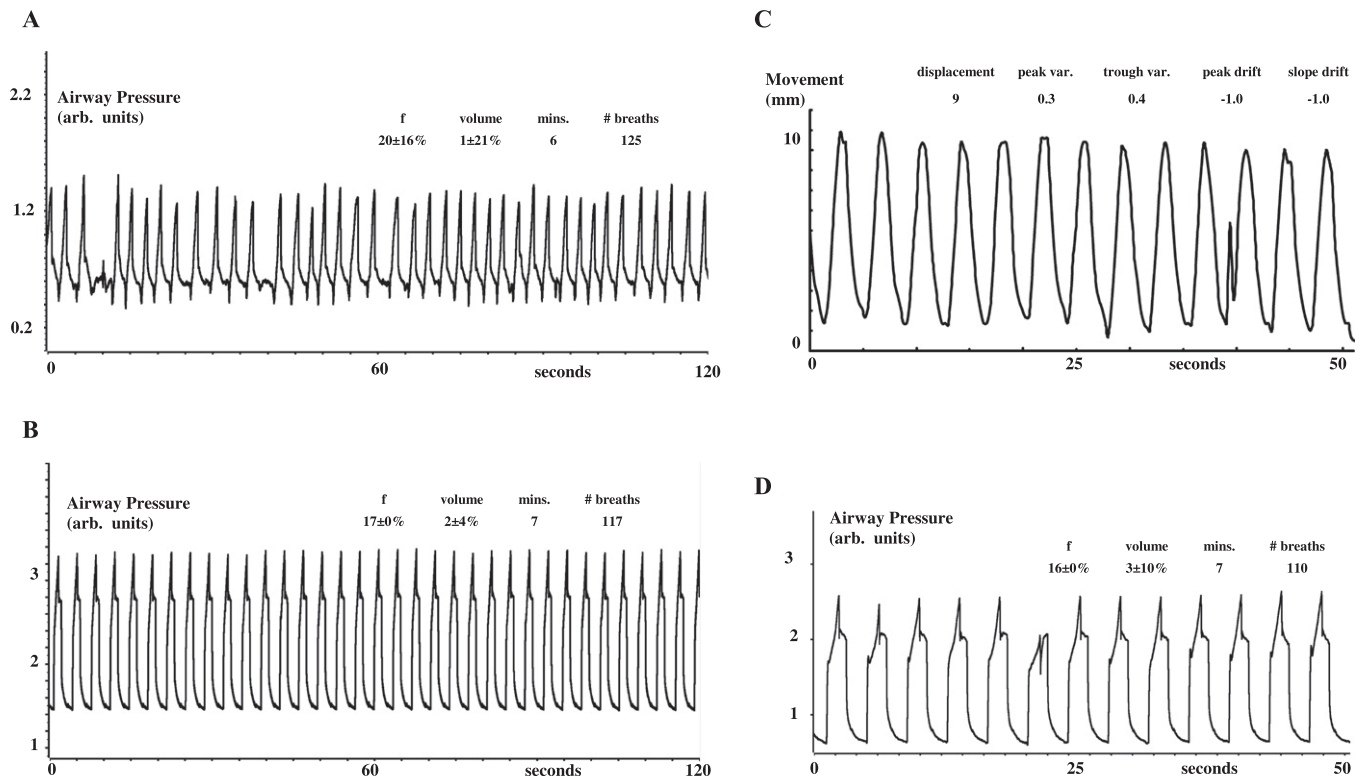 A
2.2
Airway Pressure
(arb. units)
f volume mins. # breaths
20±16% 1±21% 6 125
1.2
0.2
0 60 seconds 120
B
Airway Pressure
(arb. units)
f volume mins. # breaths
17±0% 2±4% 7 117
3
2
1
0 60 seconds 120
C
Movement
(mm)
displacement peak var. trough var. peak drift slope drift
9 0.3 0.4 -1.0 -1.0
10
0
0 25 seconds 50
D
Airway Pressure
(arb. units)
f volume mins. # breaths
16±0% 3±10% 7 110
3
2
1
0 25 seconds 50